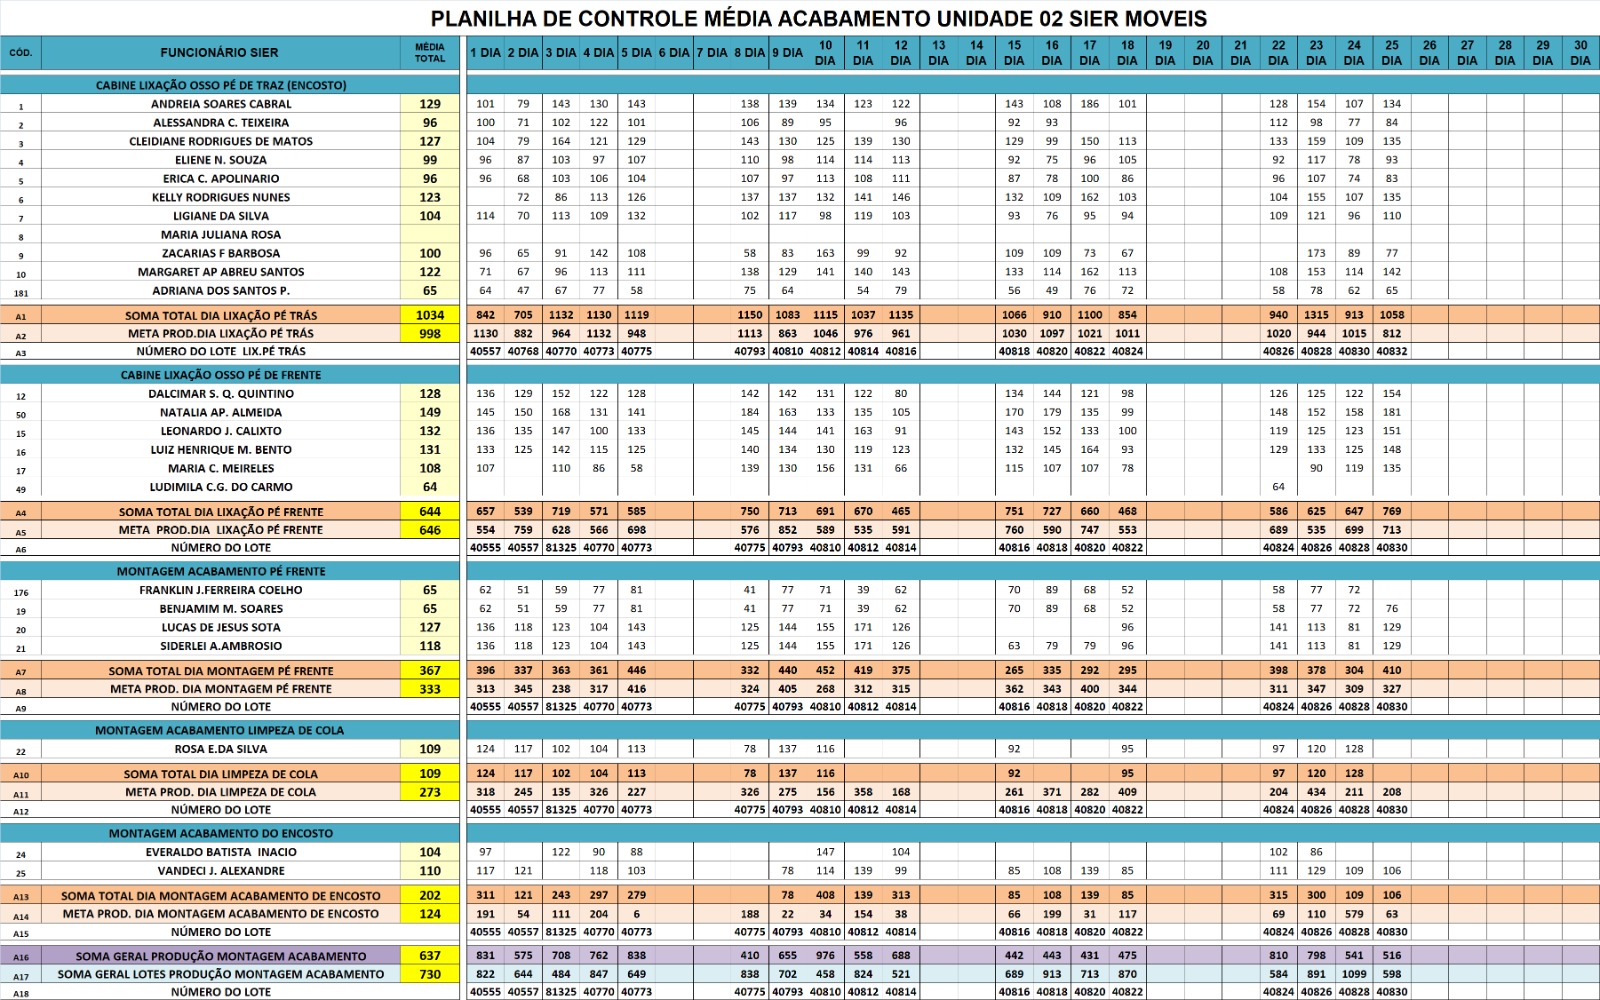 PLANILHA DE CONTROLE MÉDIA ACABAMENTO UNIDADE 02 SIER MOVEIS
CÓD. FUNCIONÁRIO SIER MÉDIA TOTAL 1 DIA 2 DIA 3 DIA 4 DIA 5 DIA 6 DIA 7 DIA 8 DIA 9 DIA 10 DIA 11 DIA 12 DIA 13 DIA 14 DIA 15 DIA 16 DIA 17 DIA 18 DIA 19 DIA 20 DIA 21 DIA 22 DIA 23 DIA 24 DIA 25 DIA 26 DIA 27 DIA 28 DIA 29 DIA 30 DIA
CABINE LIXAÇÃO OSSO PÉ DE TRAZ (ENCOSTO)
1 ANDREIA SOARES CABRAL 129 101 79 143 130 143 138 139 134 123 122 143 108 186 101 128 154 107 134
2 ALESSANDRA C. TEIXEIRA 96 100 71 102 122 101 106 89 95 96 92 93 112 98 77 84
3 CLEIDIANE RODRIGUES DE MATOS 127 104 79 164 121 129 143 130 125 139 130 129 99 150 113 133 159 109 135
4 ELIENE N. SOUZA 99 96 87 103 97 107 110 98 114 114 113 92 75 96 105 92 117 78 93
5 ERICA C. APOLINARIO 96 96 68 103 106 104 107 97 113 108 111 87 78 100 86 96 107 74 83
6 KELLY RODRIGUES NUNES 123 72 86 113 126 137 137 132 141 146 132 109 162 103 104 155 107 135
7 LIGIANE DA SILVA 104 114 70 113 109 132 102 117 98 119 103 93 76 95 94 109 121 96 110
8 MARIA JULIANA ROSA
9 ZACARIAS F BARBOSA 100 96 65 91 142 108 58 83 163 99 92 109 109 73 67 173 89 77
10 MARGARET AP ABREU SANTOS 122 71 67 96 113 111 138 129 141 140 143 133 114 162 113 108 153 114 142
181 ADRIANA DOS SANTOS P. 65 64 47 67 77 58 75 64 54 79 56 49 76 72 58 78 62 65
A1 SOMA TOTAL DIA LIXAÇÃO PÉ TRÁS 1034 842 705 1132 1130 1119 1150 1083 1115 1037 1135 1066 910 1100 854 940 1315 913 1058
A2 META PROD.DIA LIXAÇÃO PÉ TRÁS 998 1130 882 964 1132 948 1113 863 1046 976 961 1030 1097 1021 1011 1020 944 1015 812
A3 NÚMERO DO LOTE LIX.PÉ TRÁS 40557 40768 40770 40773 40775 40793 40810 40812 40814 40816 40818 40820 40822 40824 40826 40828 40830 40832
CABINE LIXAÇÃO OSSO PÉ DE FRENTE
12 DALCIMAR S. Q. QUINTINO 128 136 129 152 122 128 142 142 131 122 80 134 144 121 98 126 125 122 154
50 NATALIA AP. ALMEIDA 149 145 150 168 131 141 184 163 133 135 105 170 179 135 99 148 152 158 181
15 LEONARDO J. CALIXTO 132 136 135 147 100 133 145 144 141 163 91 143 152 133 100 119 125 123 151
16 LUIZ HENRIQUE M. BENTO 131 133 125 142 115 125 140 134 130 119 123 132 145 164 93 129 133 125 148
17 MARIA C. MEIRELES 108 107 110 86 58 139 130 156 131 66 115 107 107 78 90 119 135
49 LUDIMILA C.G. DO CARMO 64 64
A4 SOMA TOTAL DIA LIXAÇÃO PÉ FRENTE 644 657 539 719 571 585 750 713 691 670 465 751 727 660 468 586 625 647 769
A5 META PROD.DIA LIXAÇÃO PÉ FRENTE 646 554 759 628 566 698 576 852 589 535 591 760 590 747 553 689 535 699 713
A6 NÚMERO DO LOTE 40555 40557 81325 40770 40773 40775 40793 40810 40812 40814 40816 40818 40820 40822 40824 40826 40828 40830
MONTAGEM ACABAMENTO PÉ FRENTE
176 FRANKLIN J.FERREIRA COELHO 65 62 51 59 77 81 41 77 71 39 62 70 89 68 52 58 77 72
19 BENJAMIM M. SOARES 65 62 51 59 77 81 41 77 71 39 62 70 89 68 52 58 77 72 76
20 LUCAS DE JESUS SOTA 127 136 118 123 104 143 125 144 155 171 126 96 141 113 81 129
21 SIDERLEI A.AMBROSIO 118 136 118 123 104 143 125 144 155 171 126 63 79 79 96 141 113 81 129
A7 SOMA TOTAL DIA MONTAGEM PÉ FRENTE 367 396 337 363 361 446 332 440 452 419 375 265 335 292 295 398 378 304 410
A8 META PROD. DIA MONTAGEM PÉ FRENTE 333 313 345 238 317 416 324 405 268 312 315 362 343 400 344 311 347 309 327
A9 NÚMERO DO LOTE 40555 40557 81325 40770 40773 40775 40793 40810 40812 40814 40816 40818 40820 40822 40824 40826 40828 40830
MONTAGEM ACABAMENTO LIMPEZA DE COLA
22 ROSA E.DA SILVA 109 124 117 102 104 113 78 137 116 92 95 97 120 128
A10 SOMA TOTAL DIA LIMPEZA DE COLA 109 124 117 102 104 113 78 137 116 92 95 97 120 128
A11 META PROD. DIA LIMPEZA DE COLA 273 318 245 135 326 227 326 275 156 358 168 261 371 282 409 204 434 211 208
A12 NÚMERO DO LOTE 40555 40557 81325 40770 40773 40775 40793 40810 40812 40814 40816 40818 40820 40822 40824 40826 40828 40830
MONTAGEM ACABAMENTO DO ENCOSTO
24 EVERALDO BATISTA INACIO 104 97 122 90 88 147 104 102 86
25 VANDECI J. ALEXANDRE 110 117 121 118 103 78 114 139 99 85 108 139 85 111 129 109 106
A13 SOMA TOTAL DIA MONTAGEM ACABAMENTO DE ENCOSTO 202 311 121 243 297 279 78 408 139 313 85 108 139 85 315 300 109 106
A14 META PROD. DIA MONTAGEM ACABAMENTO DE ENCOSTO 124 191 54 111 204 6 188 22 34 154 38 66 199 31 117 69 110 579 63
A15 NÚMERO DO LOTE 40555 40557 81325 40770 40773 40775 40793 40810 40812 40814 40816 40818 40820 40822 40824 40826 40828 40830
A16 SOMA GERAL PRODUÇÃO MONTAGEM ACABAMENTO 637 831 575 708 762 838 410 655 976 558 688 442 443 431 475 810 798 541 516
A17 SOMA GERAL LOTES PRODUÇÃO MONTAGEM ACABAMENTO 730 822 644 484 847 649 838 702 458 824 521 689 913 713 870 584 891 1099 598
A18 NÚMERO DO LOTE 40555 40557 81325 40770 40773 40775 40793 40810 40812 40814 40816 40818 40820 40822 40824 40826 40828 40830